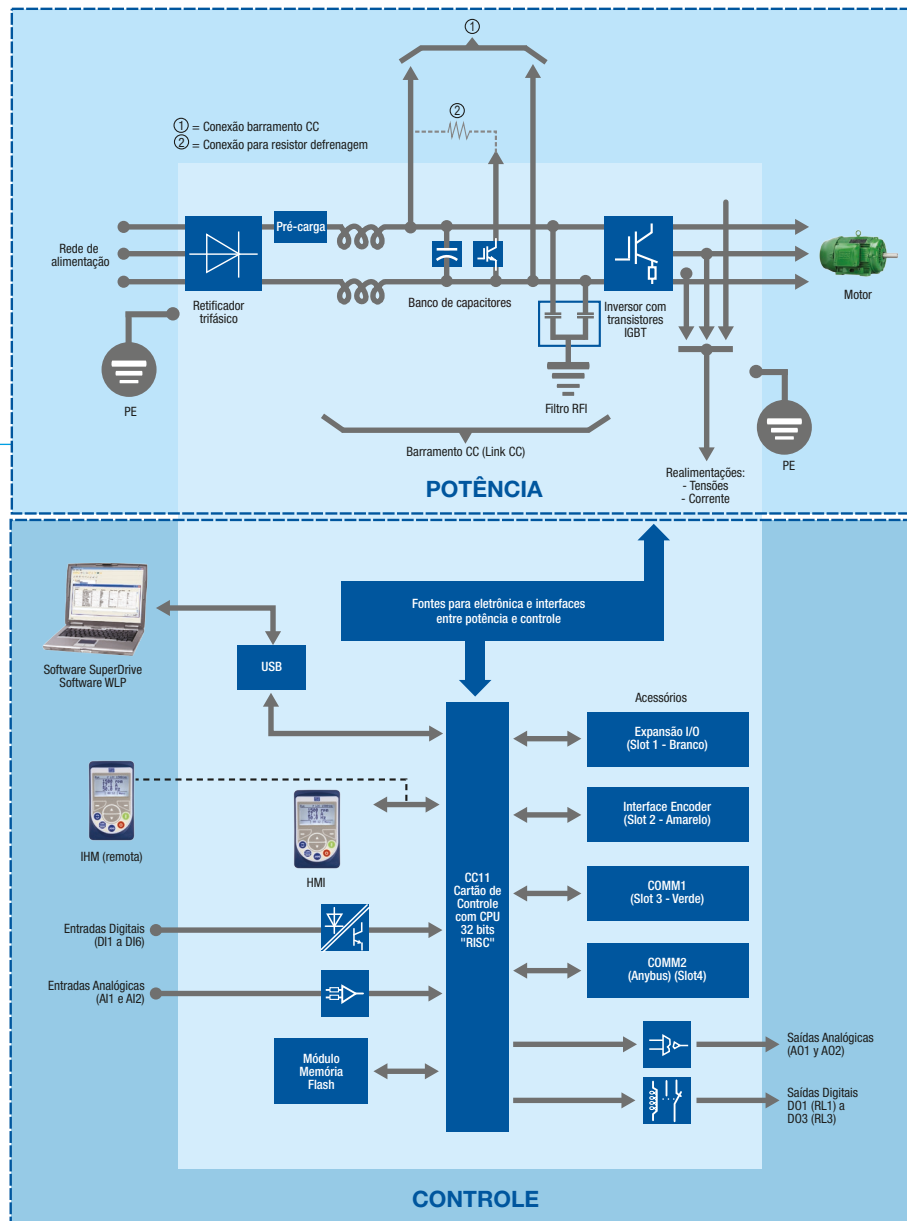 ①
②
① = Conexão barramento CC
② = Conexão para resistor defrenagem
Pré-carga
Rede de
alimentação
Retificador
trifásico
Banco de capacitores
Inversor com
transistores
IGBT
Motor
PE
Filtro RFI
PE
Barramento CC (Link CC)
Realimentações:
- Tensões
- Corrente
POTÊNCIA
Fontes para eletrônica e interfaces
entre potência e controle
USB
Software SuperDrive
Software WLP
Acessórios
Expansão I/O
(Slot 1 - Branco)
Interface Encoder
(Slot 2 - Amarelo)
IHM (remota)
HMI
CC11
Cartão de
Controle
com CPU
32 bits
"RISC"
COMM1
(Slot 3 - Verde)
Entradas Digitais
(DI1 a DI6)
COMM2
(Anybus) (Slot4)
Entradas Analógicas
(AI1 e AI2)
Saídas Analógicas
(AO1 y AO2)
Módulo
Memória
Flash
Saídas Digitais
DO1 (RL1) a
DO3 (RL3)
CONTROLE